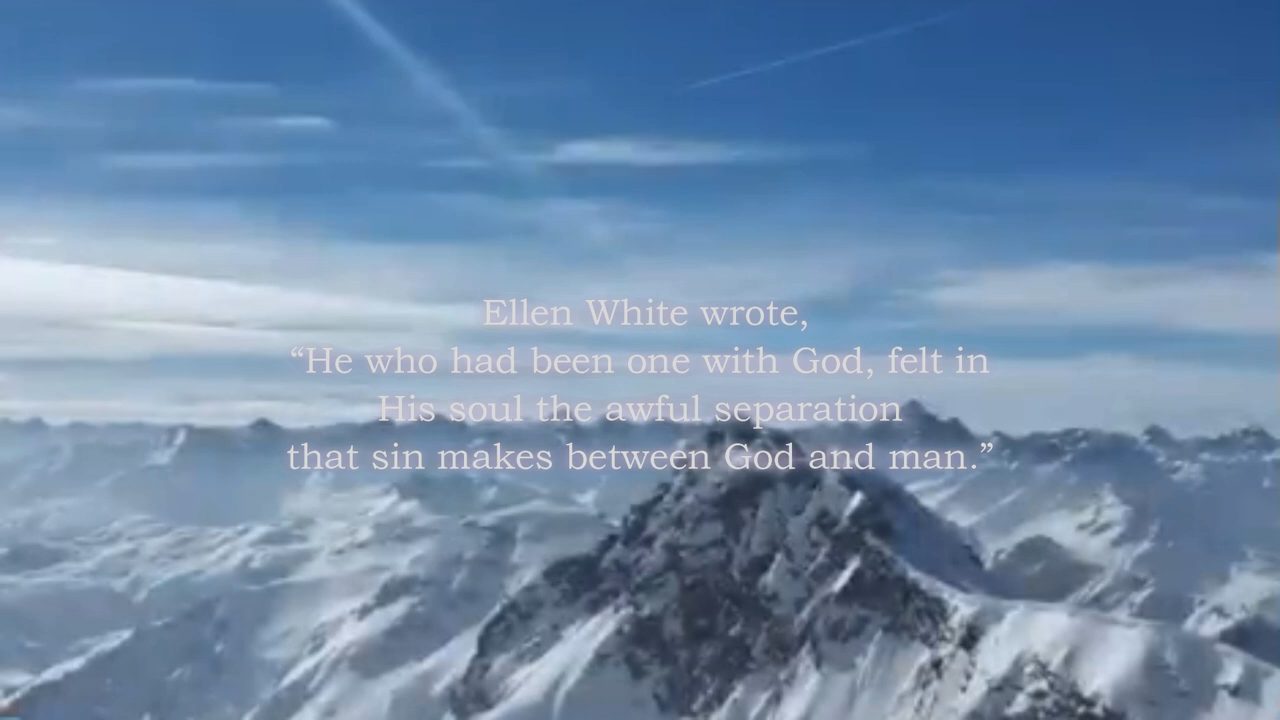 Ellen White wrote,
“He who had been one with God, felt in
His soul the awful separation
that sin makes between God and man.”